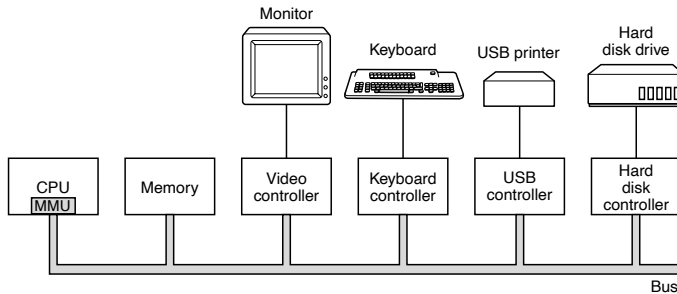 Monitor
Keyboard
USB printer
Hard
disk drive
CPU
MMU
Memory
Video
controller
Keyboard
controller
USB
controller
Hard
disk
controller
Bus